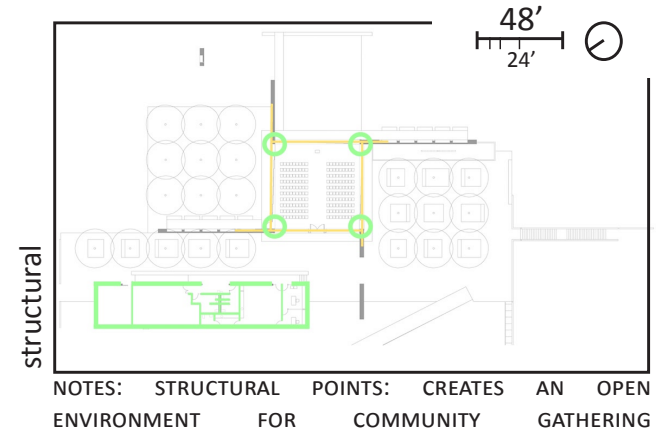 48’
24’
structural
NOTES: STRUCTURAL POINTS: CREATES AN OPEN
ENVIRONMENT FOR COMMUNITY GATHERING